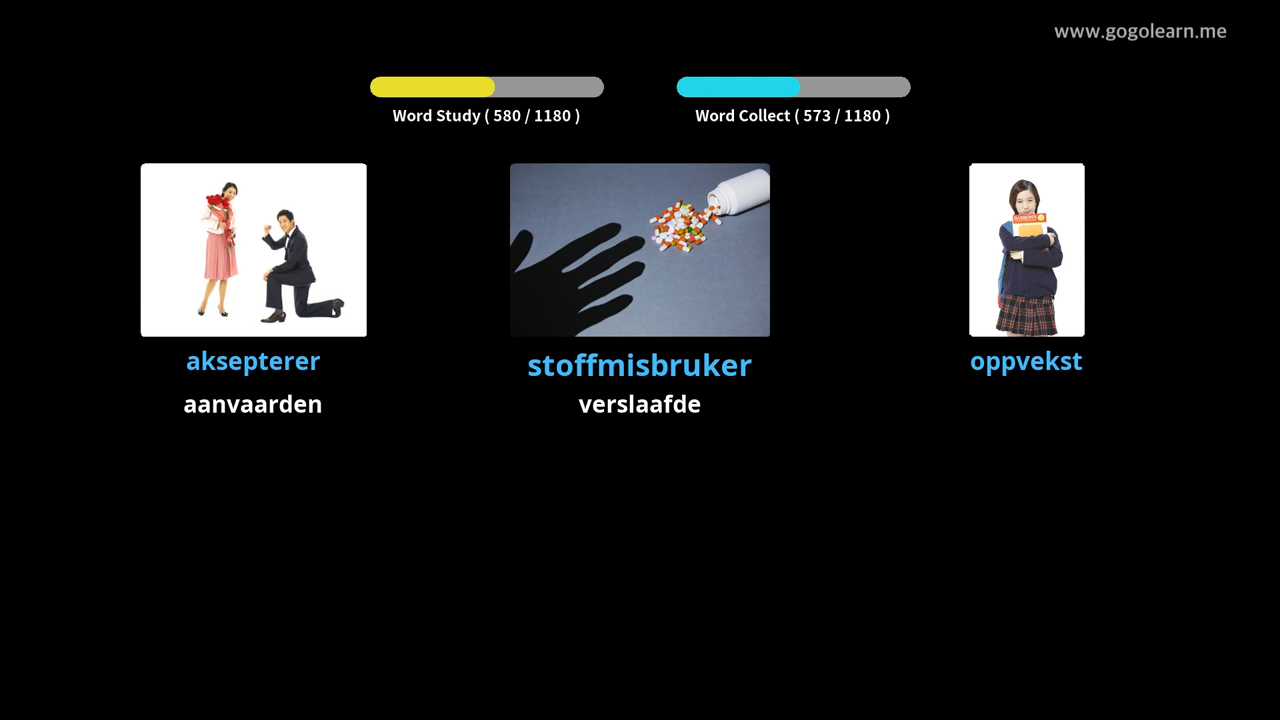 www.gogolearn.me
Word Study ( 580 / 1180 )
Word Collect ( 573 / 1180 )
aksepterer
stoffmisbruker
oppvekst
aanvaarden
verslaafde